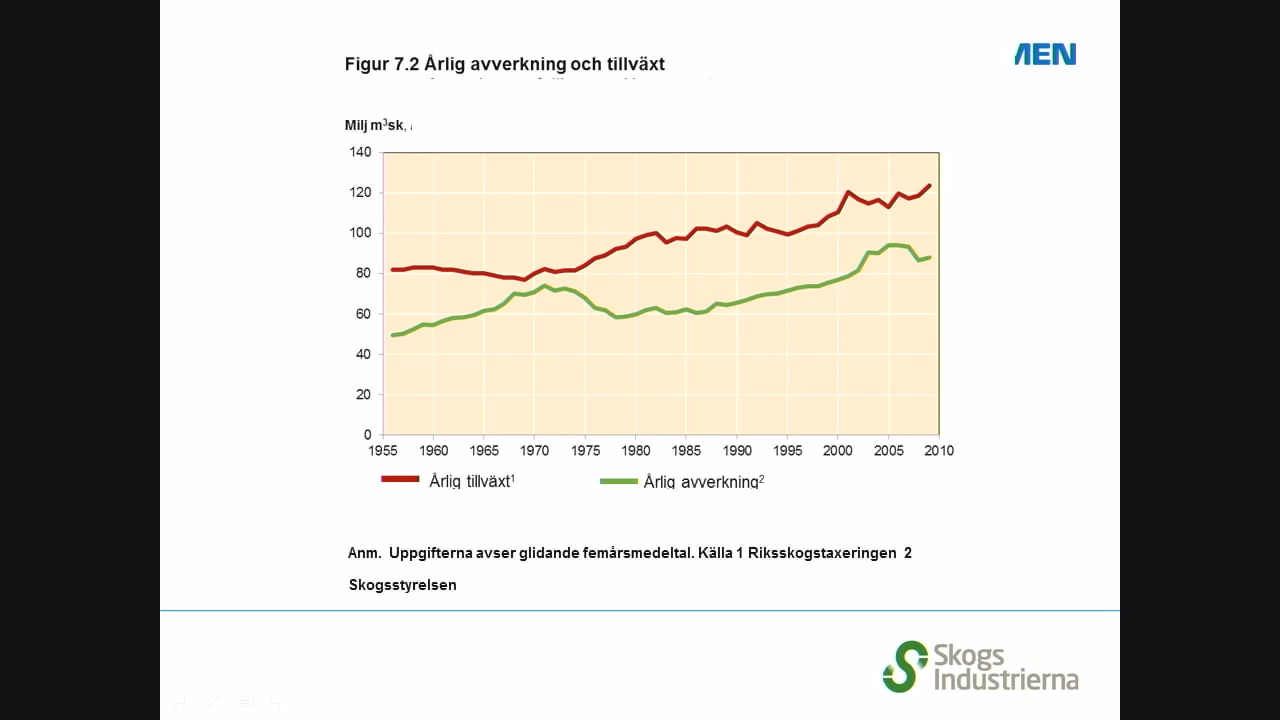 Figur 7.2 Årlig avverkning och tillväxt
MEN
Milj m³sk,
140
120
100
80
60
40
20
0
1955 1960 1965 1970 1975 1980 1985 1990 1995 2000 2005 2010
Årlig tillväxt¹ Årlig avverkning²
Anm. Uppgifterna avser glidande femårsmedeltal. Källa 1 Riksskogstaxeringen 2
Skogsstyrelsen
Skogs
Industrierna